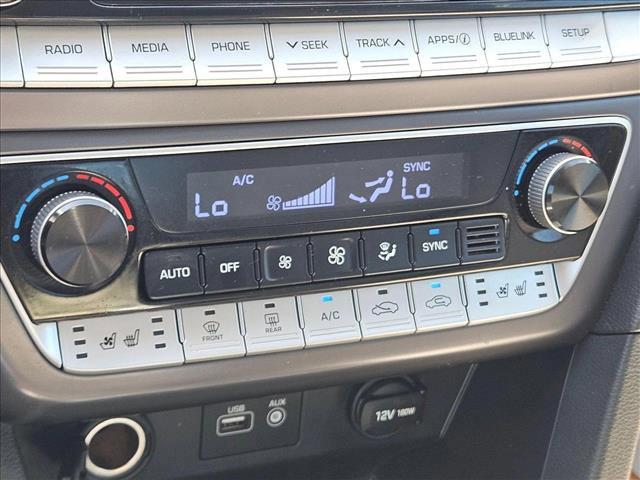 RADIO MEDIA PHONE SEEK TRACK APPS/i BLUELINK SETUP
A/C SYNC
Lo Lo
AUTO OFF SYNC
FRONT REAR A/C
USB AUX
12V 180W